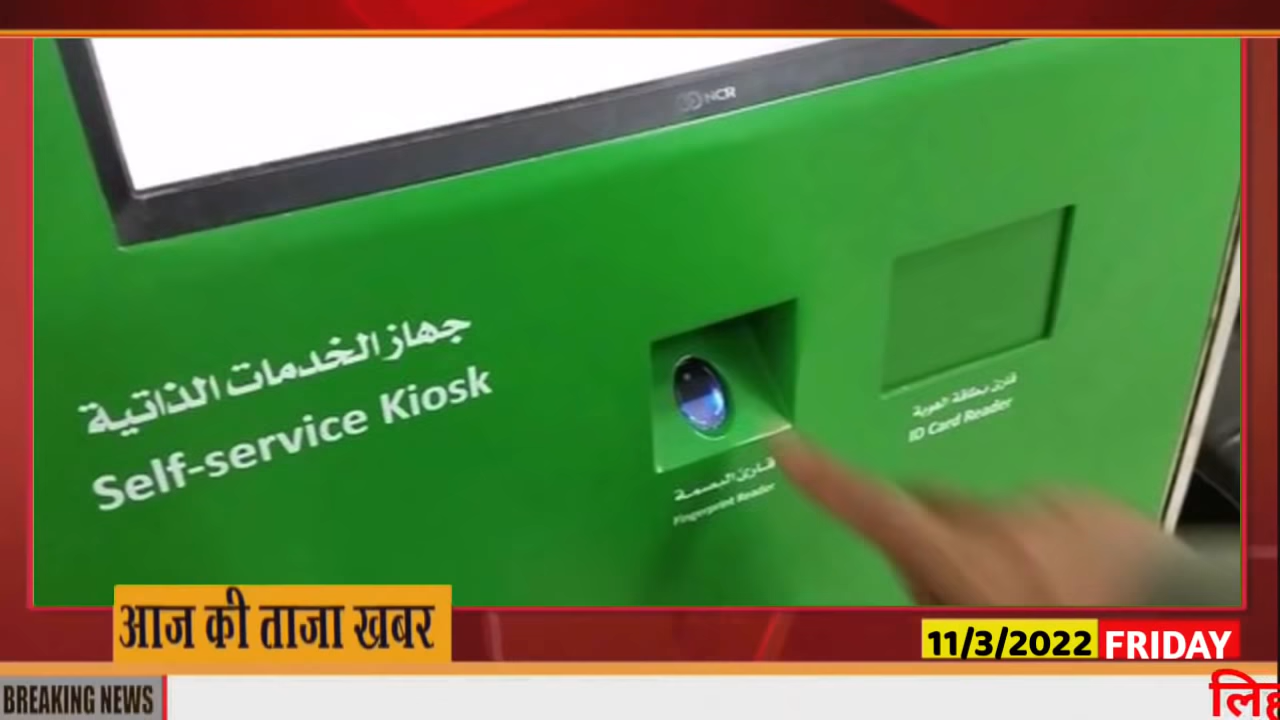 NCR
جهاز الخدمات الذاتية
Self-service Kiosk
قارئ البصمة
Fingerprint Reader
قارئ بطاقة الهوية
ID Card Reader
आज की ताजा खबर
11/3/2022 FRIDAY
BREAKING NEWS